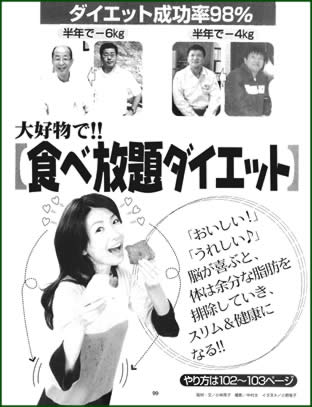 ダイエット成功率98%
半年で－6kg
半年で－4kg
大好物で!!
【食べ放題ダイエット】
「おいしい！」
「うれしい♪」
脳が喜ぶと、
体は余分な脂肪を
排除していき、
スリム＆健康に
なる!!
やり方は102〜103ページ
99